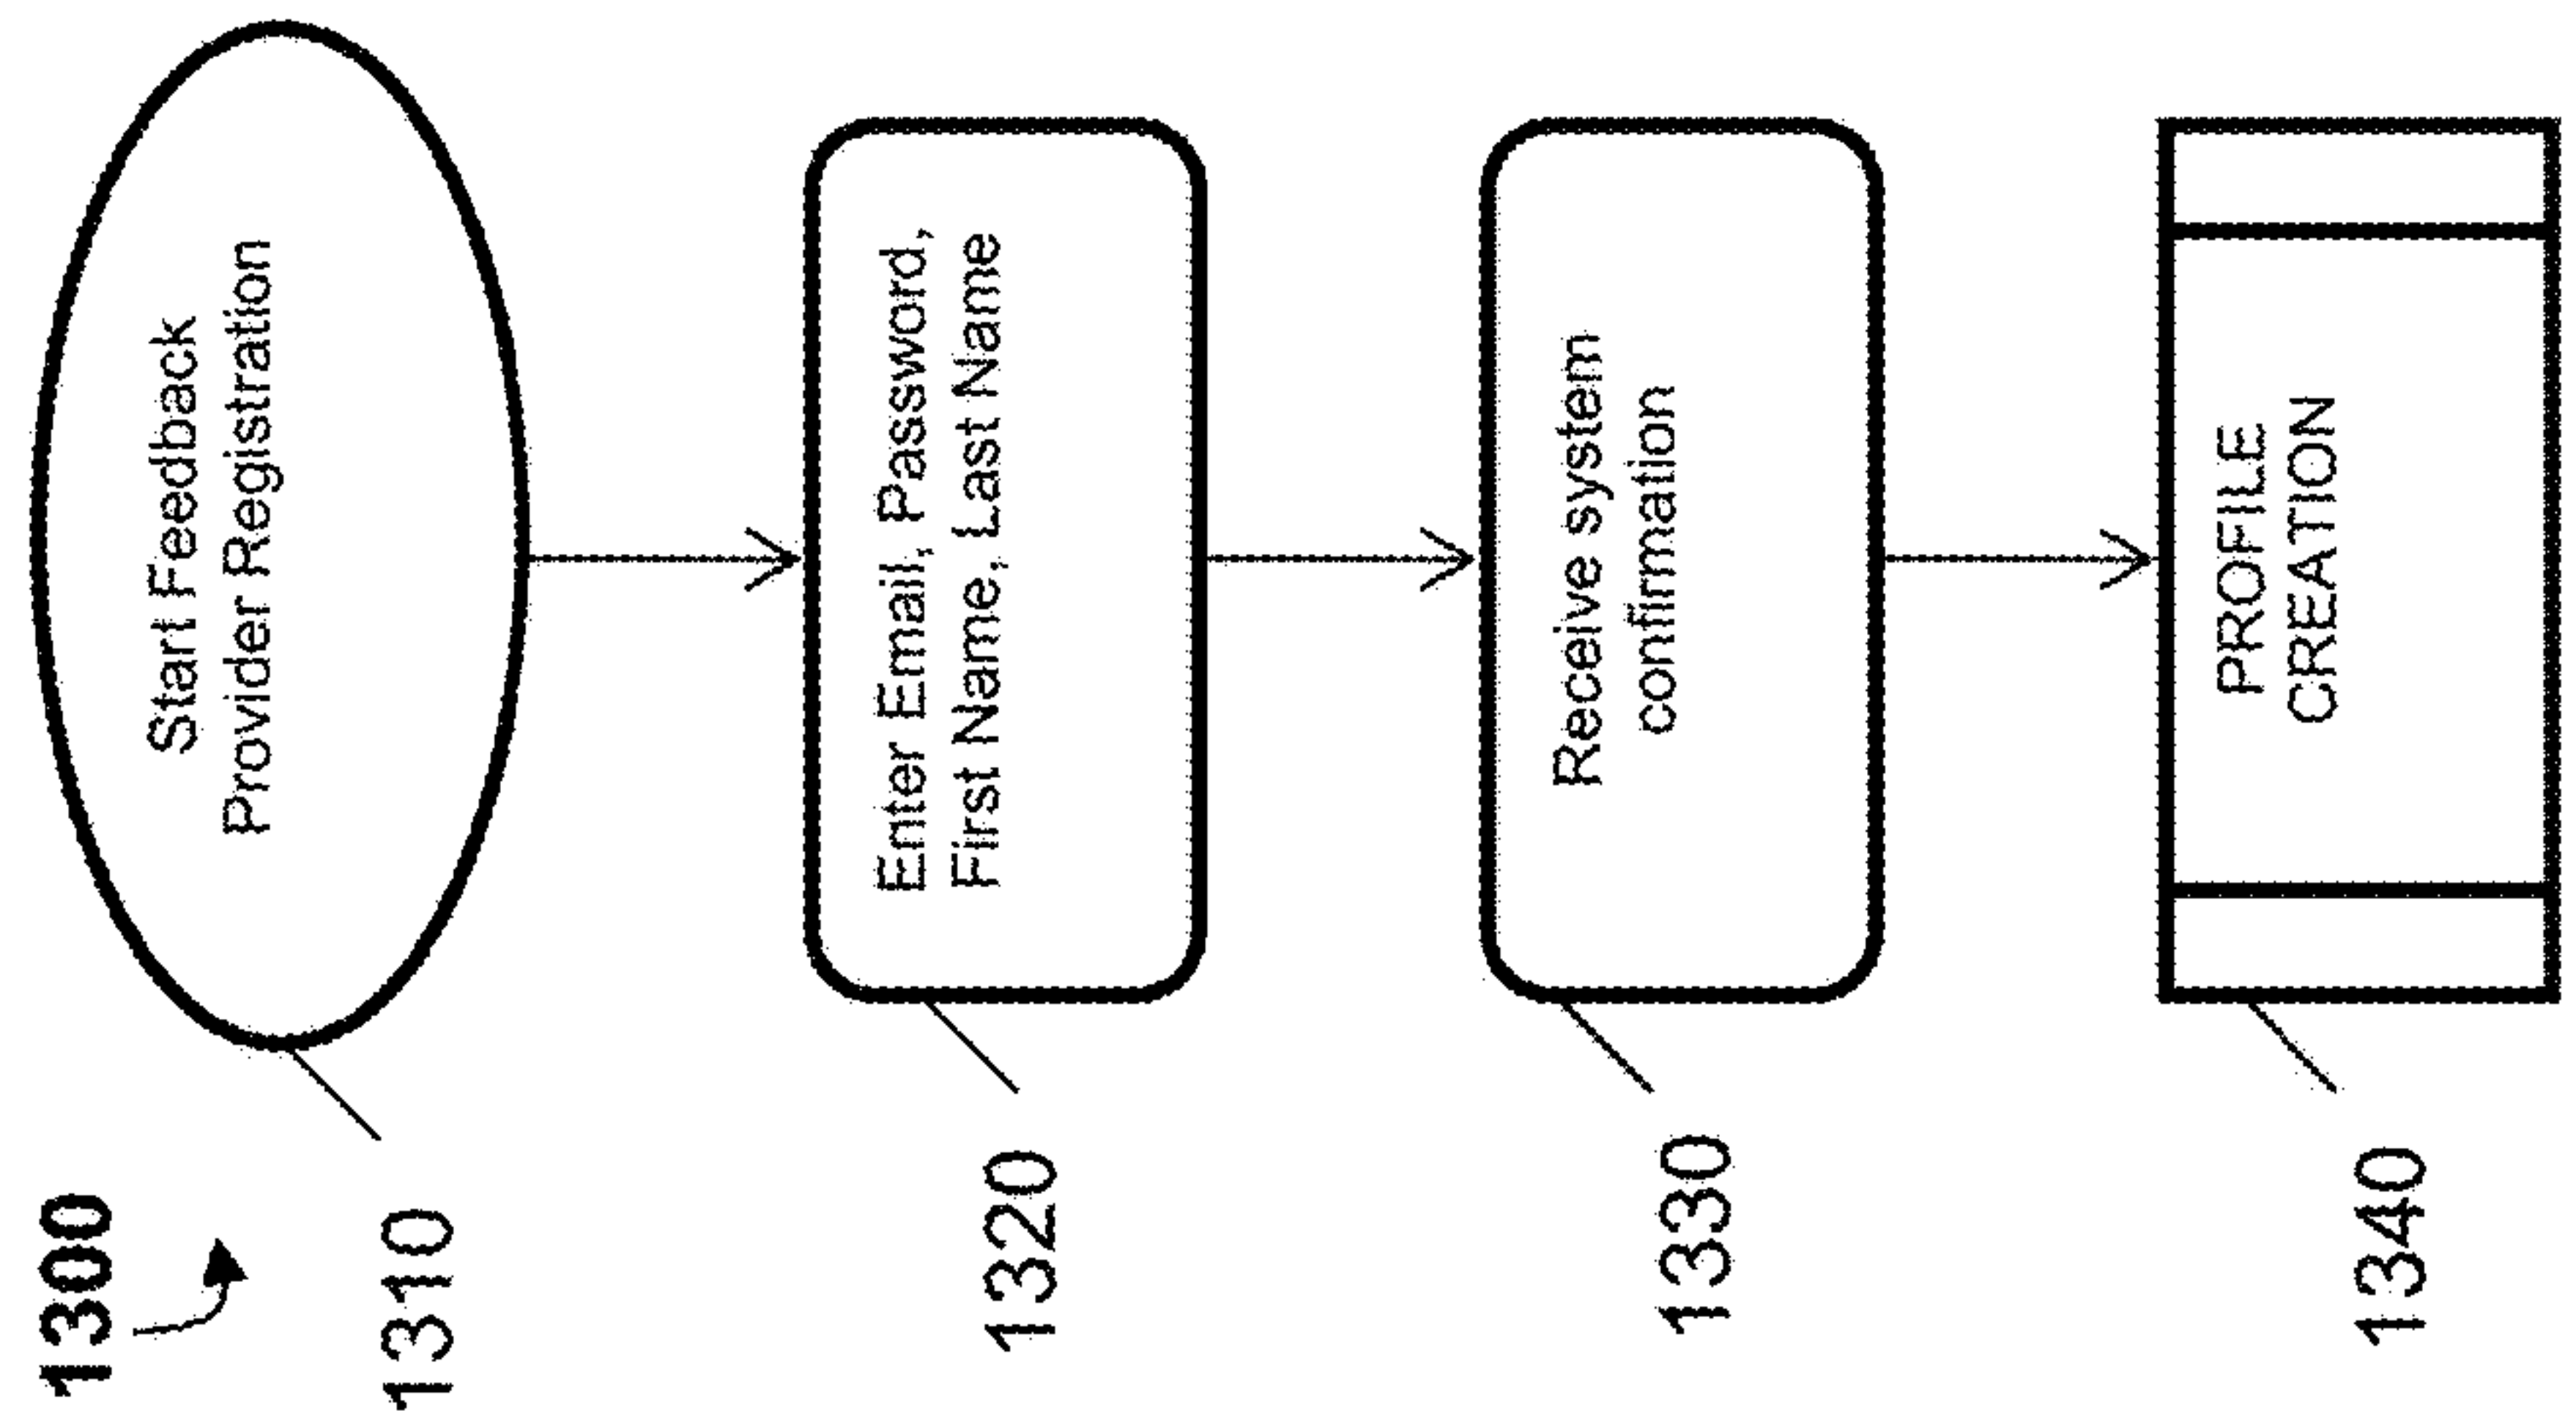 1300
1310
Start Feedback
Provider Registration
1320
Enter Email, Password,
First Name, Last Name
1330
Receive system
confirmation
1340
PROFILE
CREATION